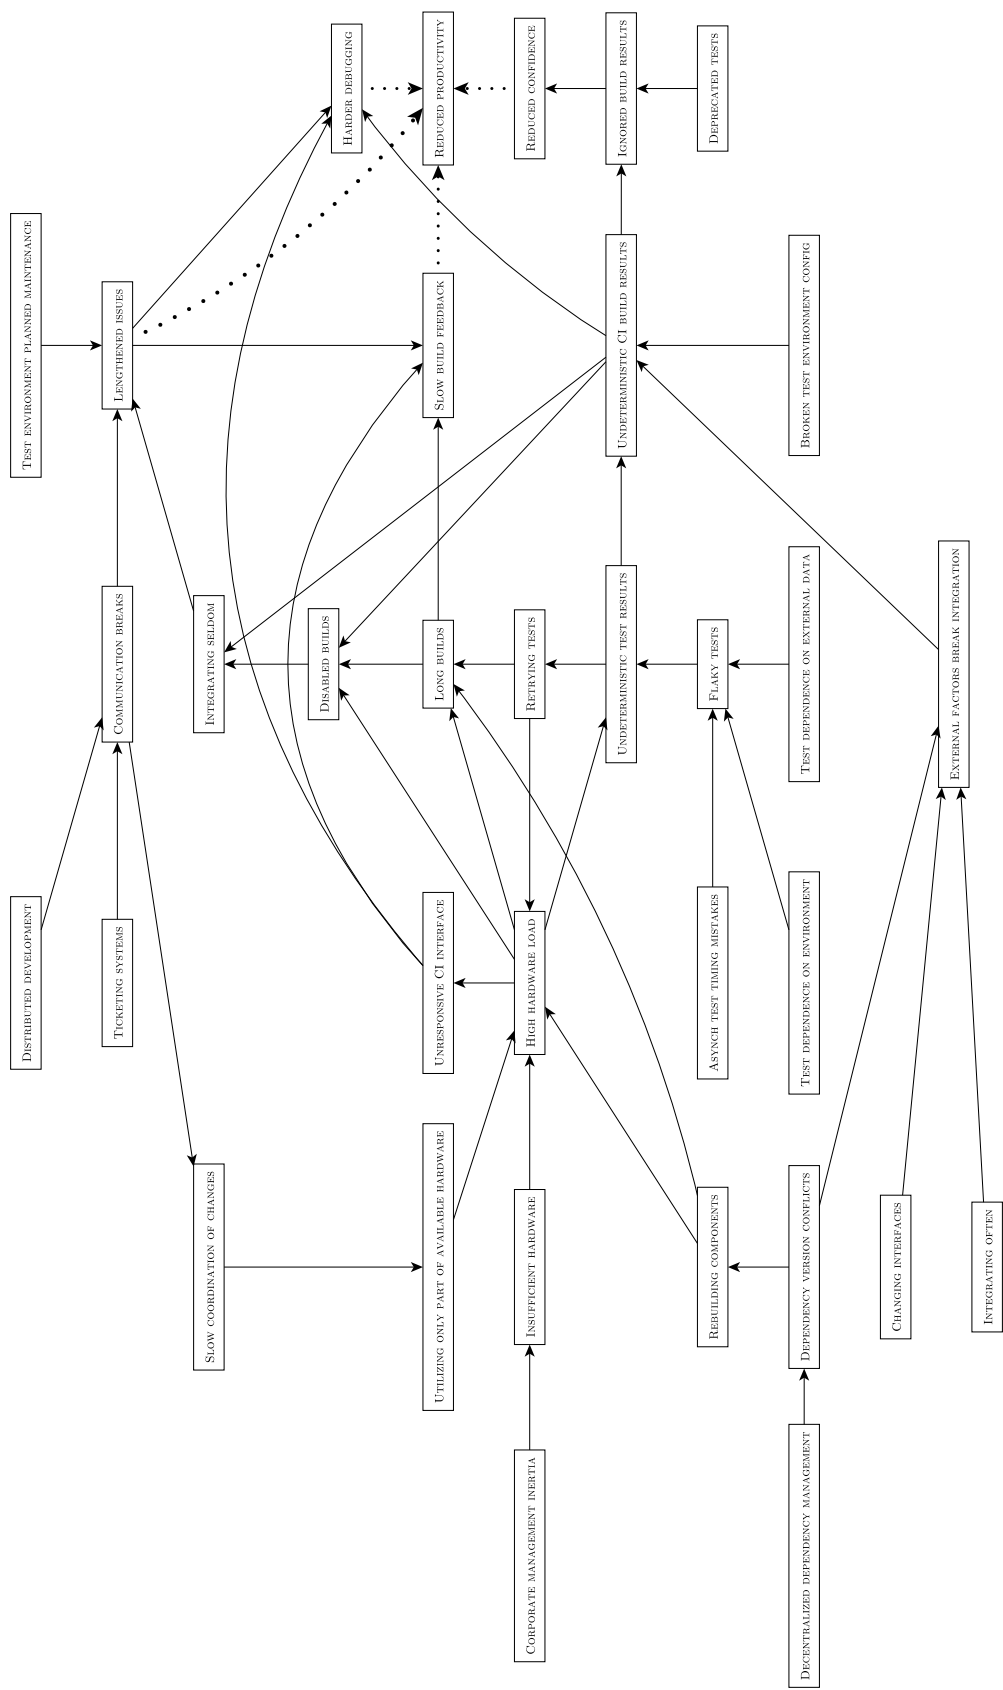 Test environment planned maintenance
Distributed development
Lengthened issues
Communication breaks
Ticketing systems
Integrating seldom
Slow coordination of changes
Disabled builds
Harder debugging
Reduced productivity
Slow build feedback
Long builds
Unresponsive CI interface
Utilizing only part of available hardware
Reduced confidence
Retrying tests
High hardware load
Insufficient hardware
Corporate management inertia
Ignored build results
Undeterministic CI build results
Undeterministic test results
Deprecated tests
Flaky tests
Asynch test timing mistakes
Rebuilding components
Broken test environment config
Test dependence on external data
Test dependence on environment
Dependency version conflicts
Decentralized dependency management
Changing interfaces
External factors break integration
Integrating often